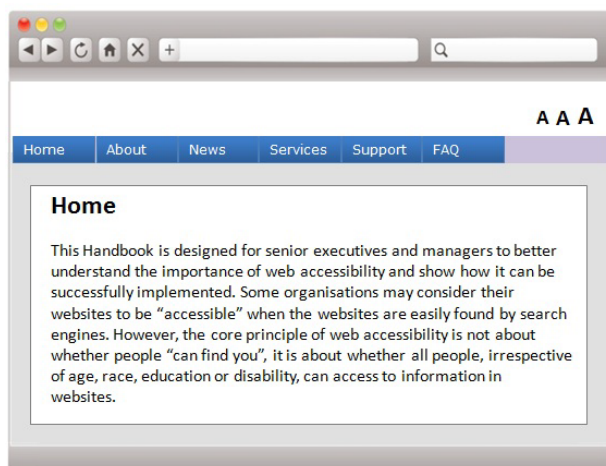 A A A
Home About News Services Support FAQ
Home
This Handbook is designed for senior executives and managers to better
understand the importance of web accessibility and show how it can be
successfully implemented. Some organisations may consider their
websites to be “accessible” when the websites are easily found by search
engines. However, the core principle of web accessibility is not about
whether people “can find you”, it is about whether all people, irrespective
of age, race, education or disability, can access to information in
websites.